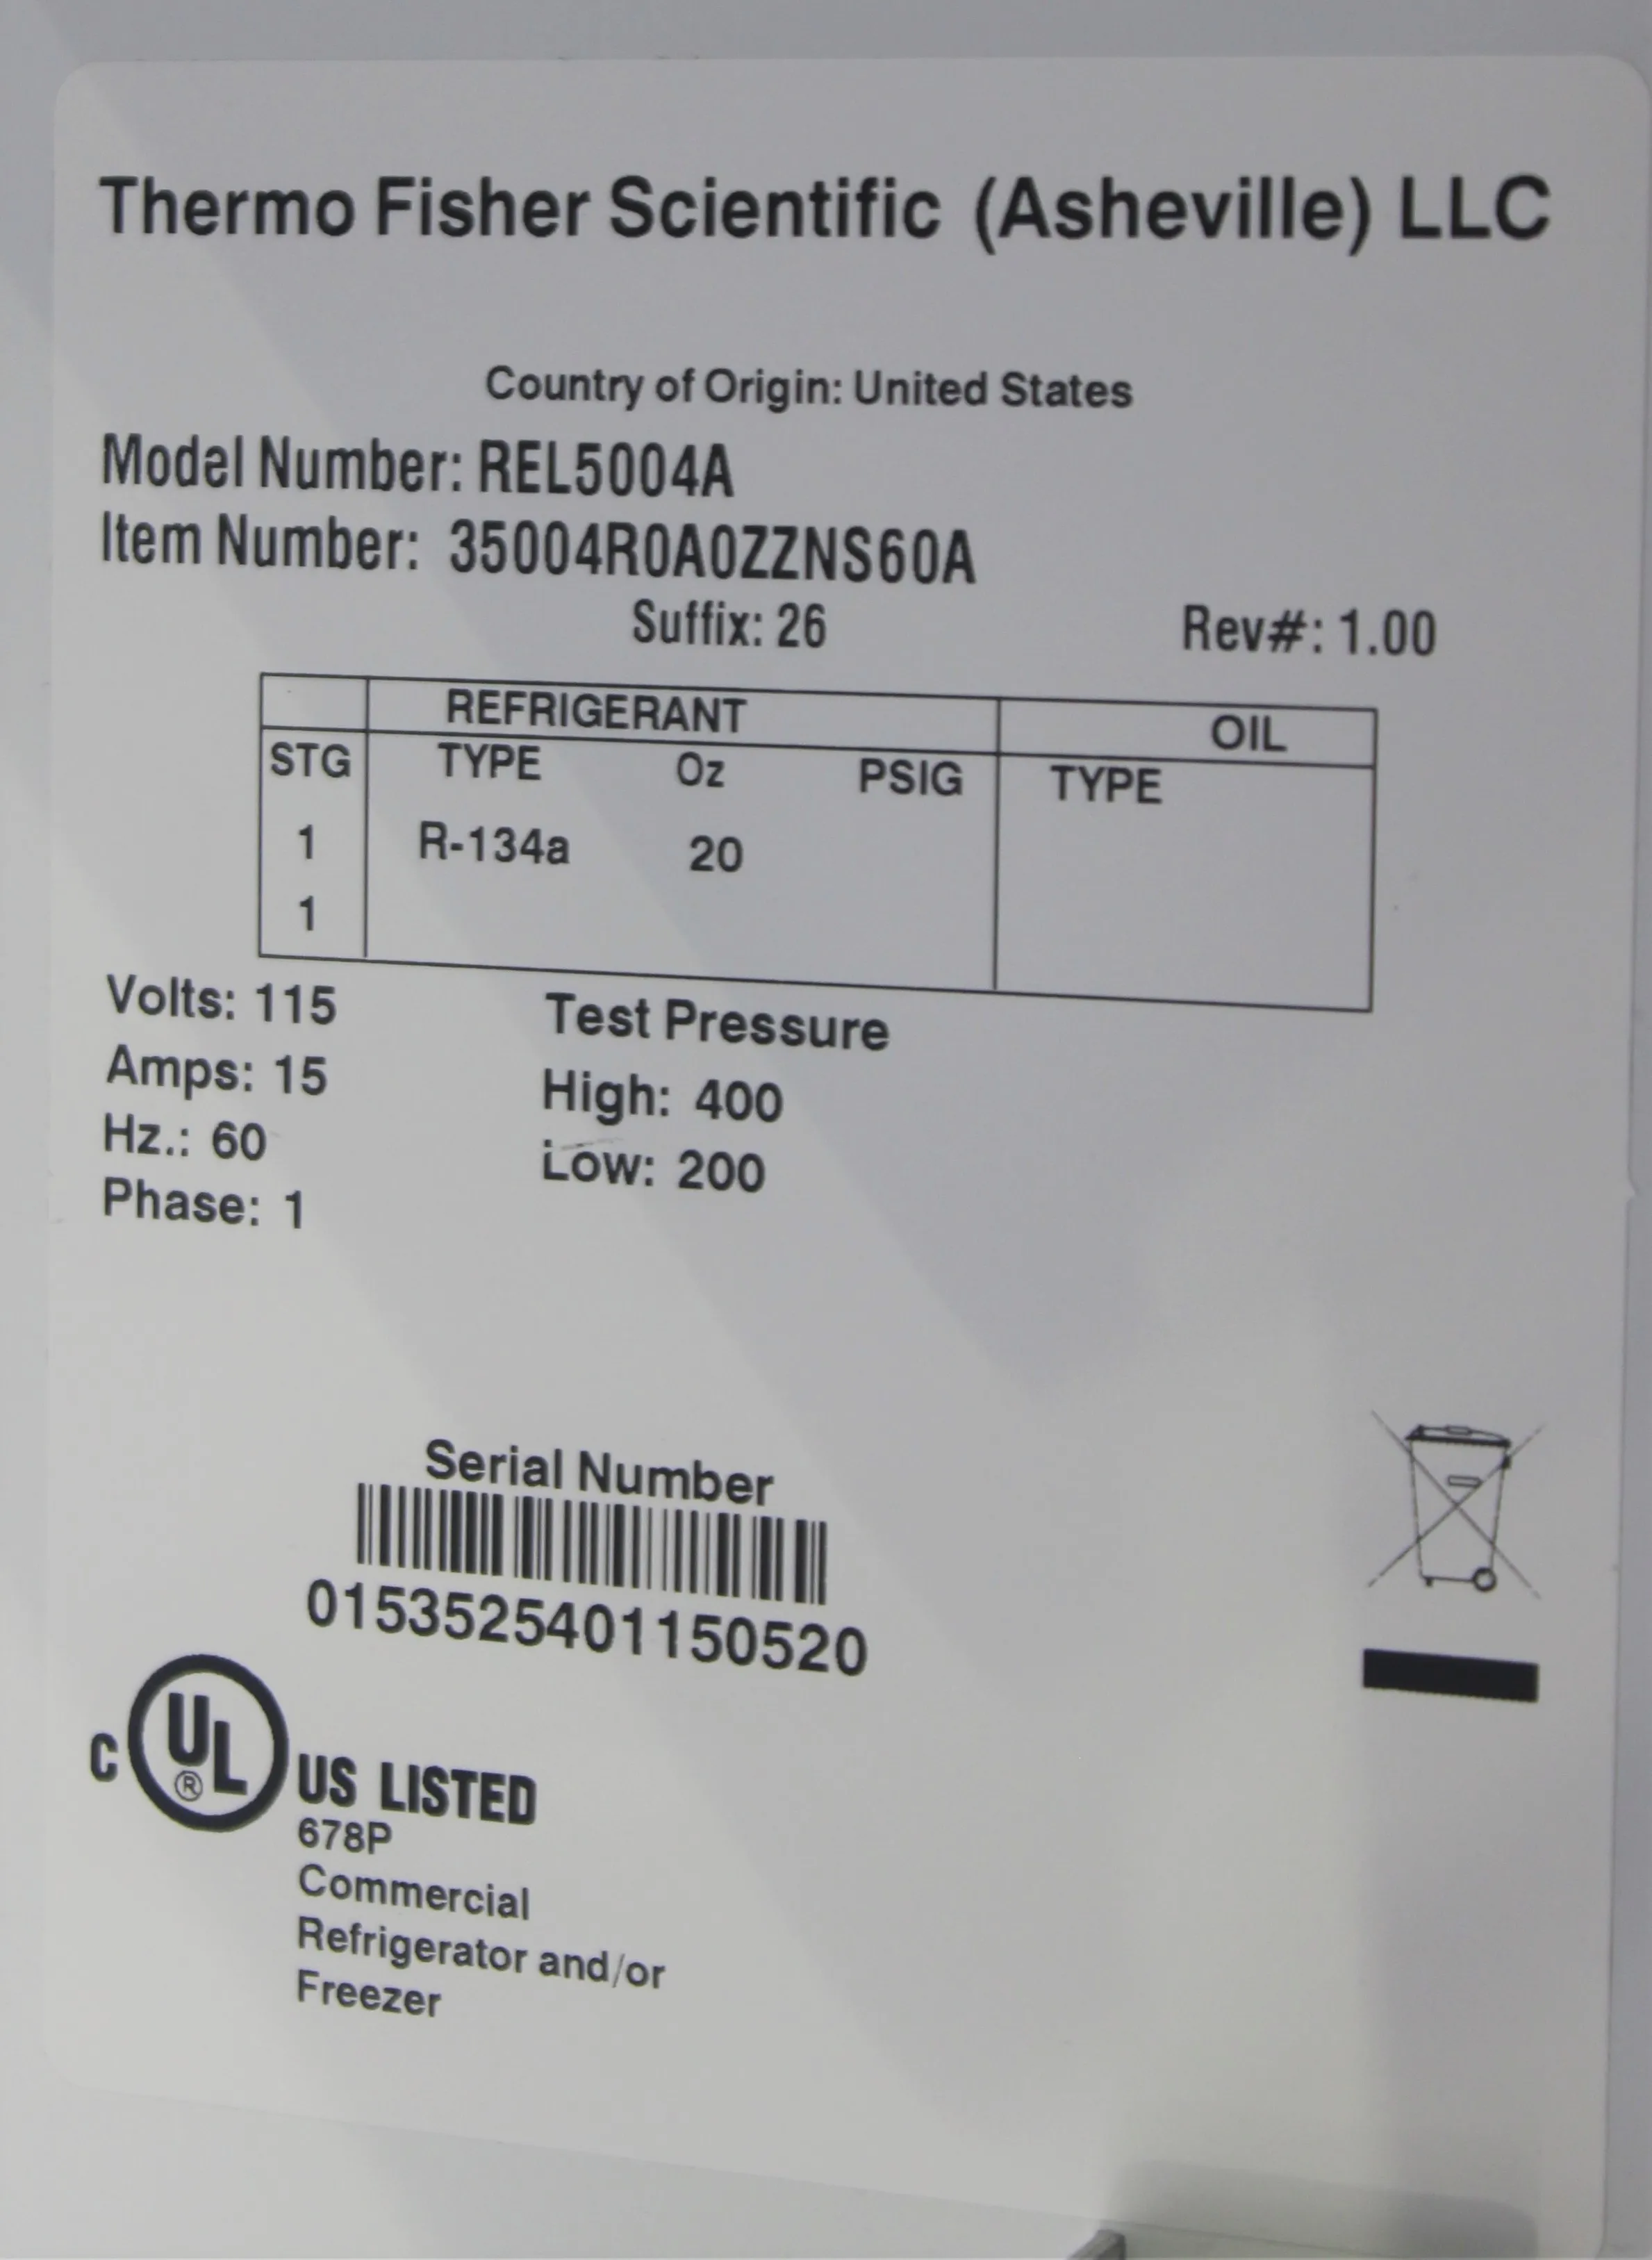 Thermo Fisher Scientific (Asheville) LLC
Country of Origin: United States
Model Number: REL5004A
Item Number: 35004R0A0ZZNS60A
Suffix: 26 Rev#: 1.00
REFRIGERANT OIL
STG TYPE Oz PSIG TYPE
1 R-134a 20
1
Volts: 115 Test Pressure
Amps: 15 High: 400
Hz.: 60 Low: 200
Phase: 1
Serial Number
0153525401150520
C UL ® US LISTED
678P
Commercial
Refrigerator and/or
Freezer